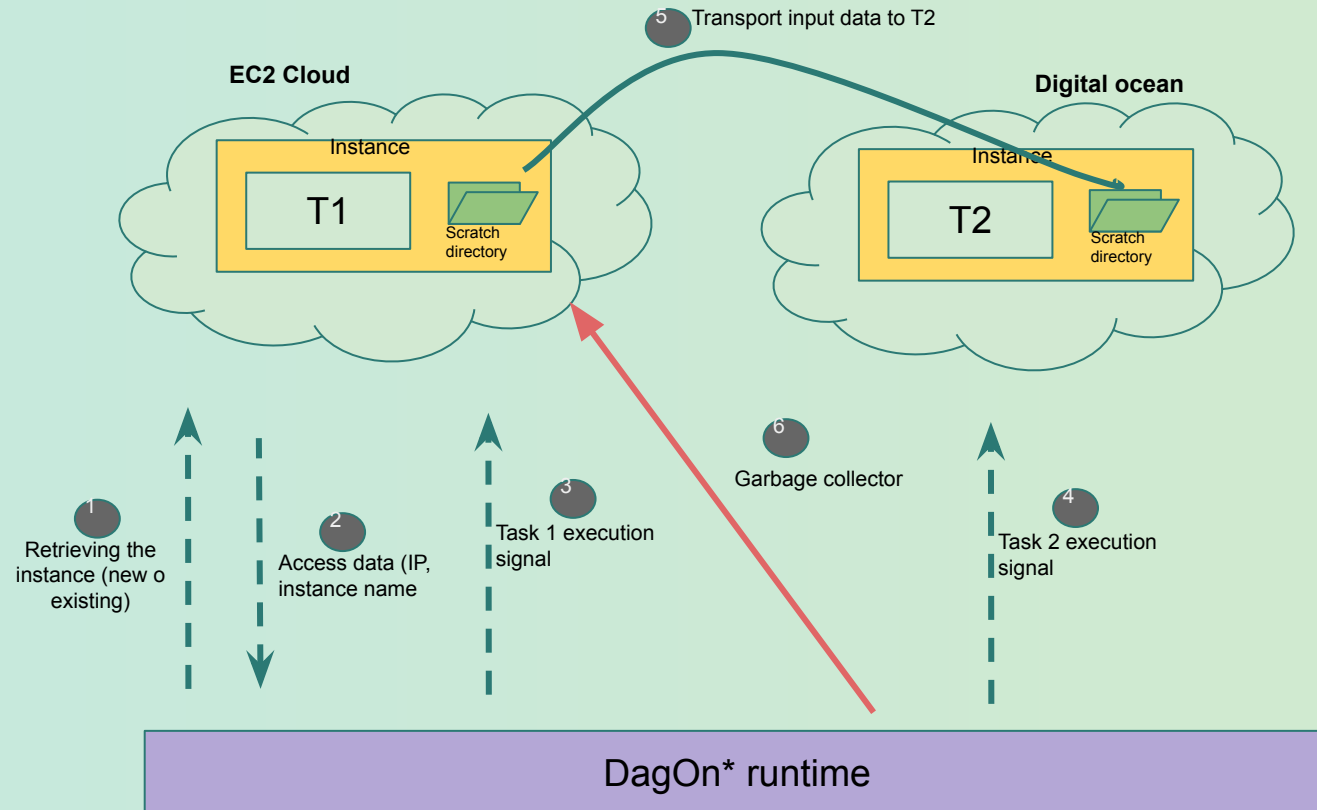 5
Transport input data to T2
EC2 Cloud
Digital ocean
Instance
T1
Scratch
directory
Instance
T2
Scratch
directory
1
Retrieving the
instance (new o
existing)
2
Access data (IP,
instance name
3
Task 1 execution
signal
6
Garbage collector
4
Task 2 execution
signal
DagOn* runtime